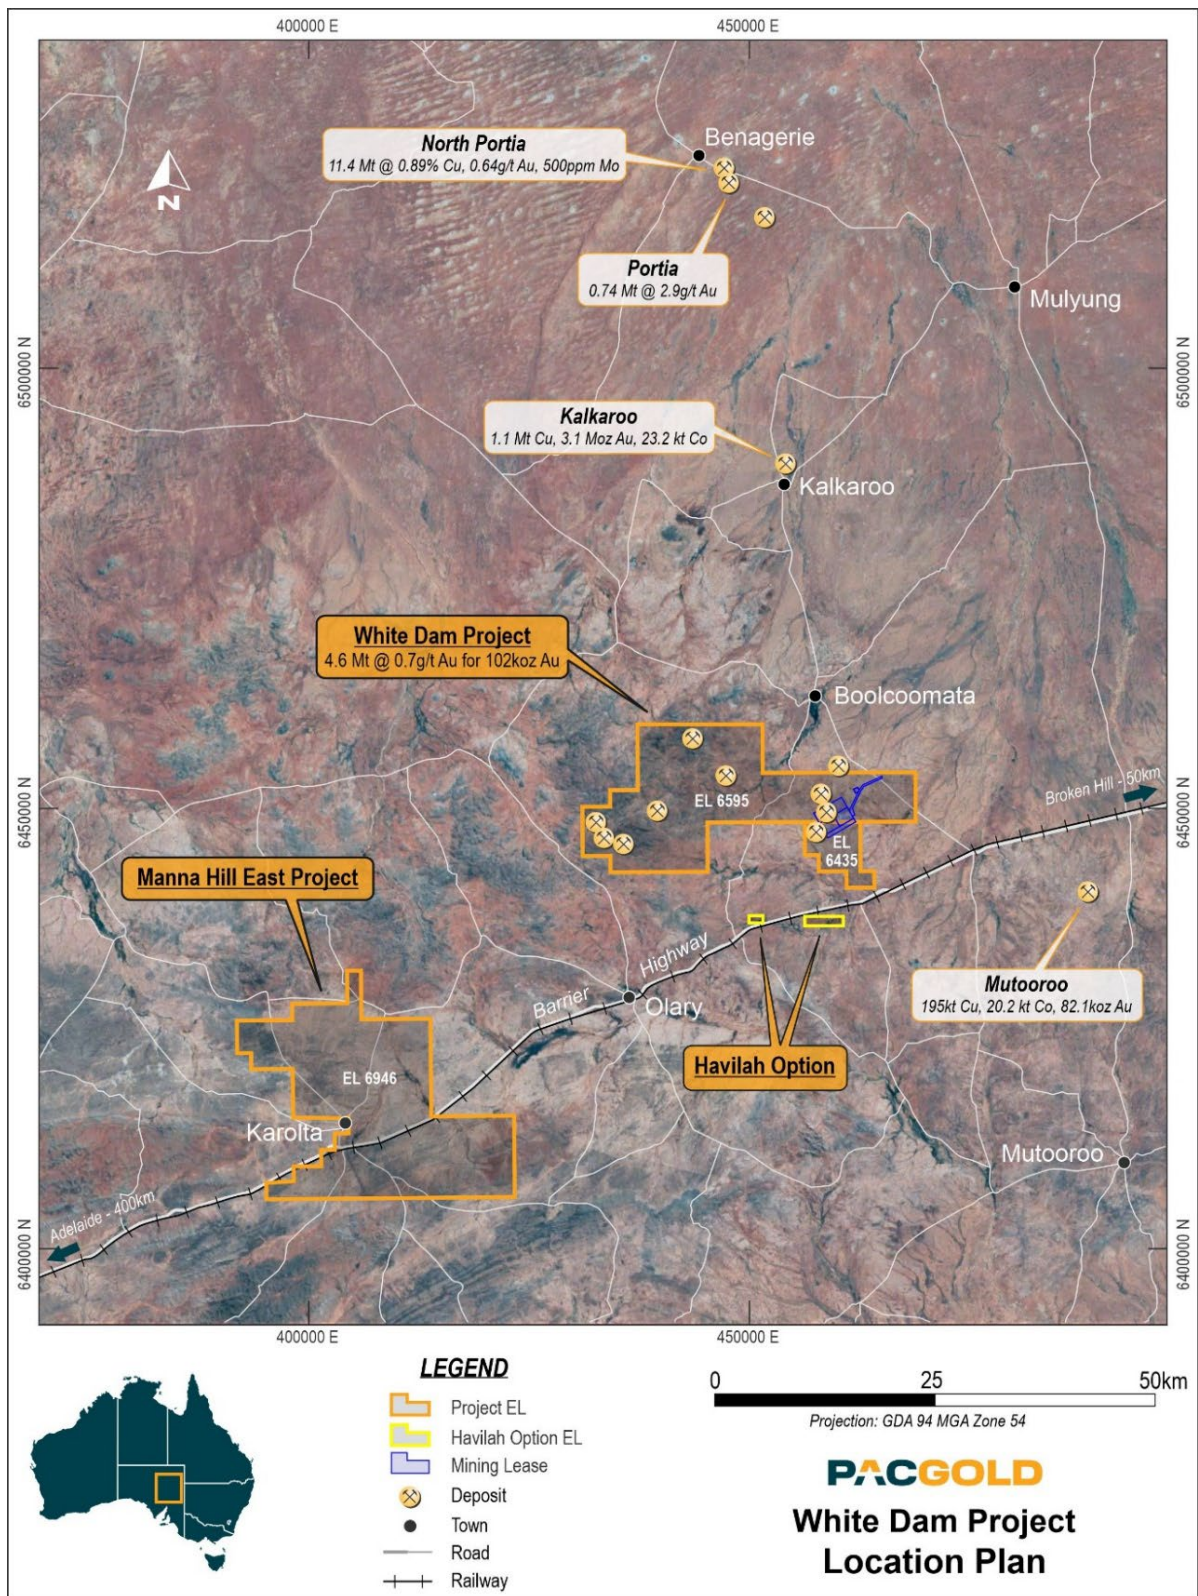 400000 E
450000 E
North Portia
11.4 Mt @ 0.89% Cu, 0.64g/t Au, 500ppm Mo
Benagerie
N
Portia
0.74 Mt @ 2.9g/t Au
Mulyung
6500000 N
6500000 N
Kalkaroo
1.1 Mt Cu, 3.1 Moz Au, 23.2 kt Co
Kalkaroo
White Dam Project
4.6 Mt @ 0.7g/t Au for 102koz Au
Boolcoomata
EL 6595
Broken Hill - 50km
6450000 N
6450000 N
EL
6435
Manna Hill East Project
Highway
Barrier
Olary
Mutooroo
195kt Cu, 20.2 kt Co, 82.1koz Au
Havilah Option
EL 6946
Karolta
Mutooroo
Adelaide - 400km
6400000 N
6400000 N
400000 E
450000 E
LEGEND
Project EL
Havilah Option EL
Mining Lease
Deposit
Town
Road
Railway
0
25
50km
Projection: GDA 94 MGA Zone 54
PACGOLD
White Dam Project
Location Plan